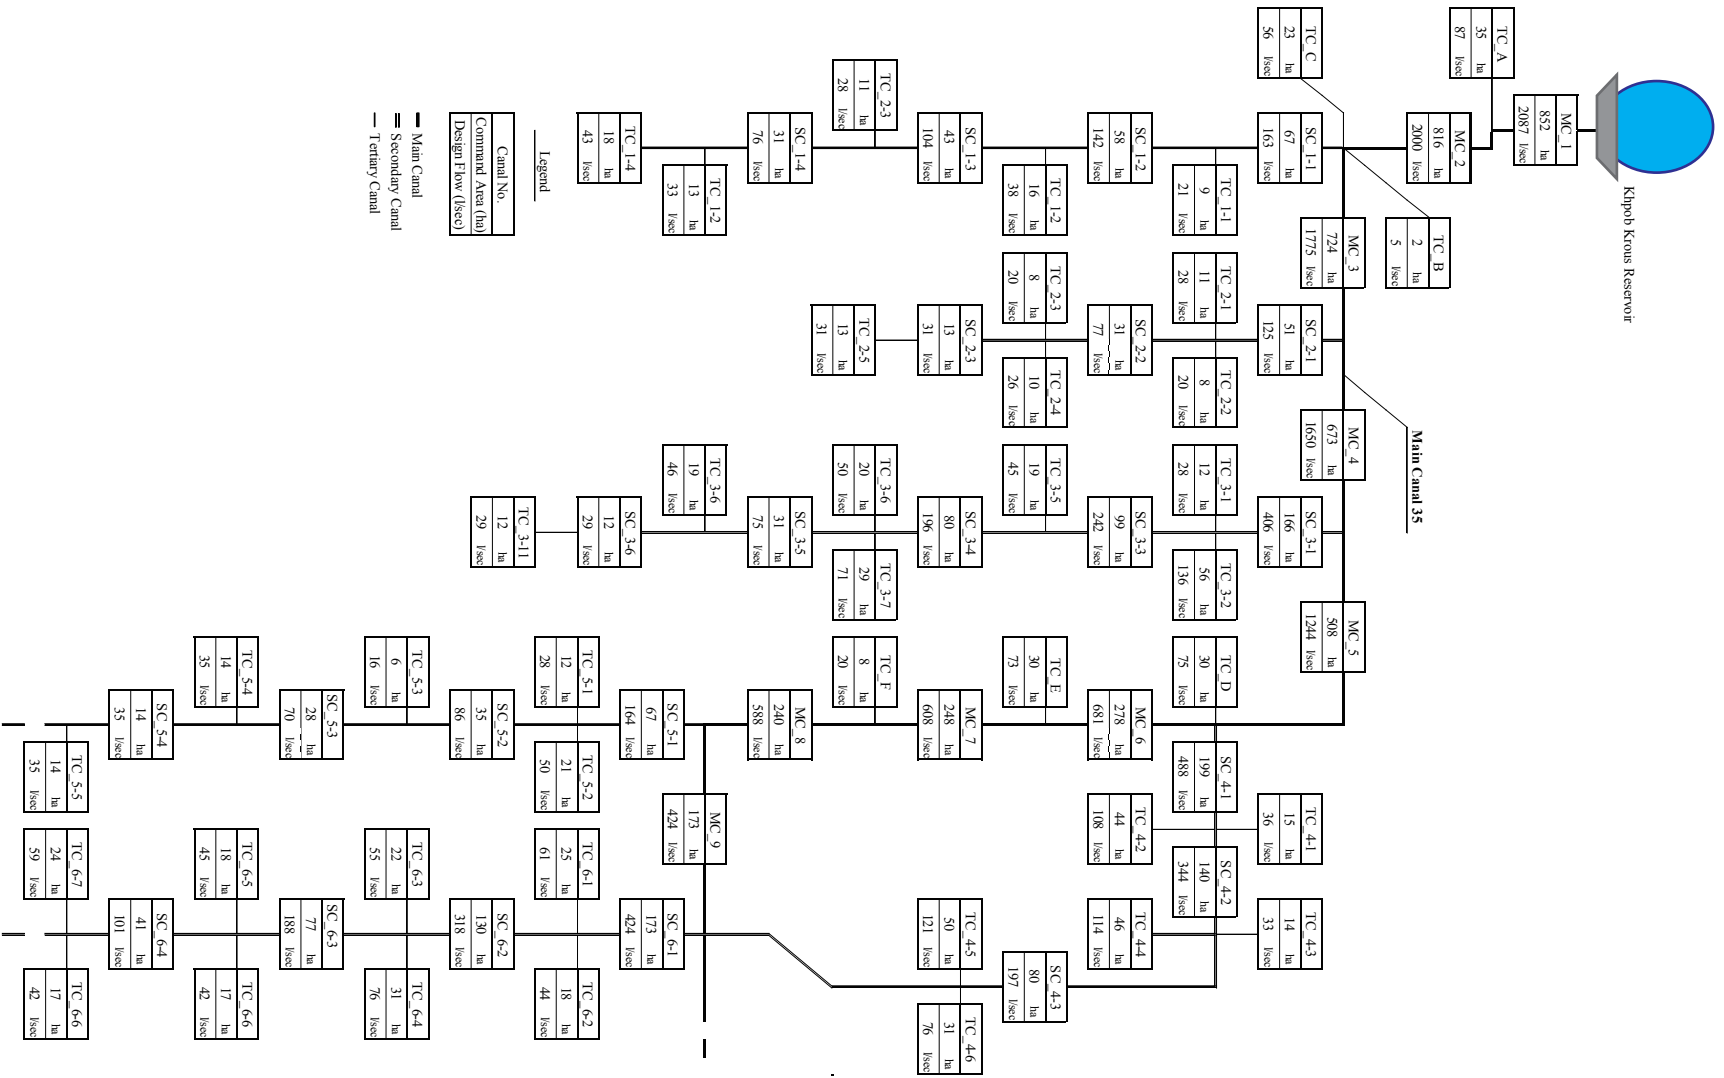 Khpob Krous Reservoir
MC_1
852 ha
2087 l/sec
TC_A
35 ha
87 l/sec
MC_2
816 ha
2000 l/sec
TC_B
2 ha
5 l/sec
Main Canal 35
TC_C
23 ha
56 l/sec
MC_3
724 ha
1775 l/sec
MC_4
673 ha
1650 l/sec
MC_5
508 ha
1244 l/sec
SC_1-1
67 ha
163 l/sec
SC_2-1
51 ha
125 l/sec
SC_3-1
166 ha
406 l/sec
TC_4-1
15 ha
36 l/sec
TC_4-3
14 ha
33 l/sec
TC_1-1
9 ha
21 l/sec
TC_2-1
11 ha
28 l/sec
TC_2-2
8 ha
20 l/sec
TC_3-1
12 ha
28 l/sec
TC_3-2
56 ha
136 l/sec
TC_D
30 ha
75 l/sec
SC_4-1
199 ha
488 l/sec
SC_4-2
140 ha
344 l/sec
SC_1-2
58 ha
142 l/sec
SC_2-2
31 ha
77 l/sec
SC_3-3
99 ha
242 l/sec
MC_6
278 ha
681 l/sec
TC_4-2
44 ha
108 l/sec
TC_4-4
46 ha
114 l/sec
TC_1-2
16 ha
38 l/sec
TC_2-3
8 ha
20 l/sec
TC_2-4
10 ha
26 l/sec
TC_3-5
19 ha
45 l/sec
TC_E
30 ha
73 l/sec
SC_4-3
80 ha
197 l/sec
SC_1-3
43 ha
104 l/sec
SC_2-3
13 ha
31 l/sec
SC_3-4
80 ha
196 l/sec
MC_7
248 ha
608 l/sec
TC_4-5
50 ha
121 l/sec
TC_4-6
31 ha
76 l/sec
TC_2-3
11 ha
28 l/sec
TC_2-5
13 ha
31 l/sec
TC_3-6
20 ha
50 l/sec
TC_3-7
29 ha
71 l/sec
TC_F
8 ha
20 l/sec
SC_1-4
31 ha
76 l/sec
SC_3-5
31 ha
75 l/sec
MC_8
240 ha
588 l/sec
TC_1-2
13 ha
33 l/sec
TC_3-6
19 ha
46 l/sec
MC_9
173 ha
424 l/sec
TC_1-4
18 ha
43 l/sec
SC_3-6
12 ha
29 l/sec
SC_5-1
67 ha
164 l/sec
SC_6-1
173 ha
424 l/sec
TC_3-11
12 ha
29 l/sec
TC_5-1
12 ha
28 l/sec
TC_5-2
21 ha
50 l/sec
TC_6-1
25 ha
61 l/sec
TC_6-2
18 ha
44 l/sec
SC_5-2
35 ha
86 l/sec
SC_6-2
130 ha
318 l/sec
TC_5-3
6 ha
16 l/sec
TC_6-3
22 ha
55 l/sec
TC_6-4
31 ha
76 l/sec
SC_5-3
28 ha
70 l/sec
SC_6-3
77 ha
188 l/sec
TC_5-4
14 ha
35 l/sec
TC_6-5
18 ha
45 l/sec
TC_6-6
17 ha
42 l/sec
SC_5-4
14 ha
35 l/sec
SC_6-4
41 ha
101 l/sec
TC_5-5
14 ha
35 l/sec
TC_6-7
24 ha
59 l/sec
TC_6-6
17 ha
42 l/sec
Legend
Canal No.
Command Area (ha)
Design Flow (l/sec)
Main Canal
Secondary Canal
Tertiary Canal